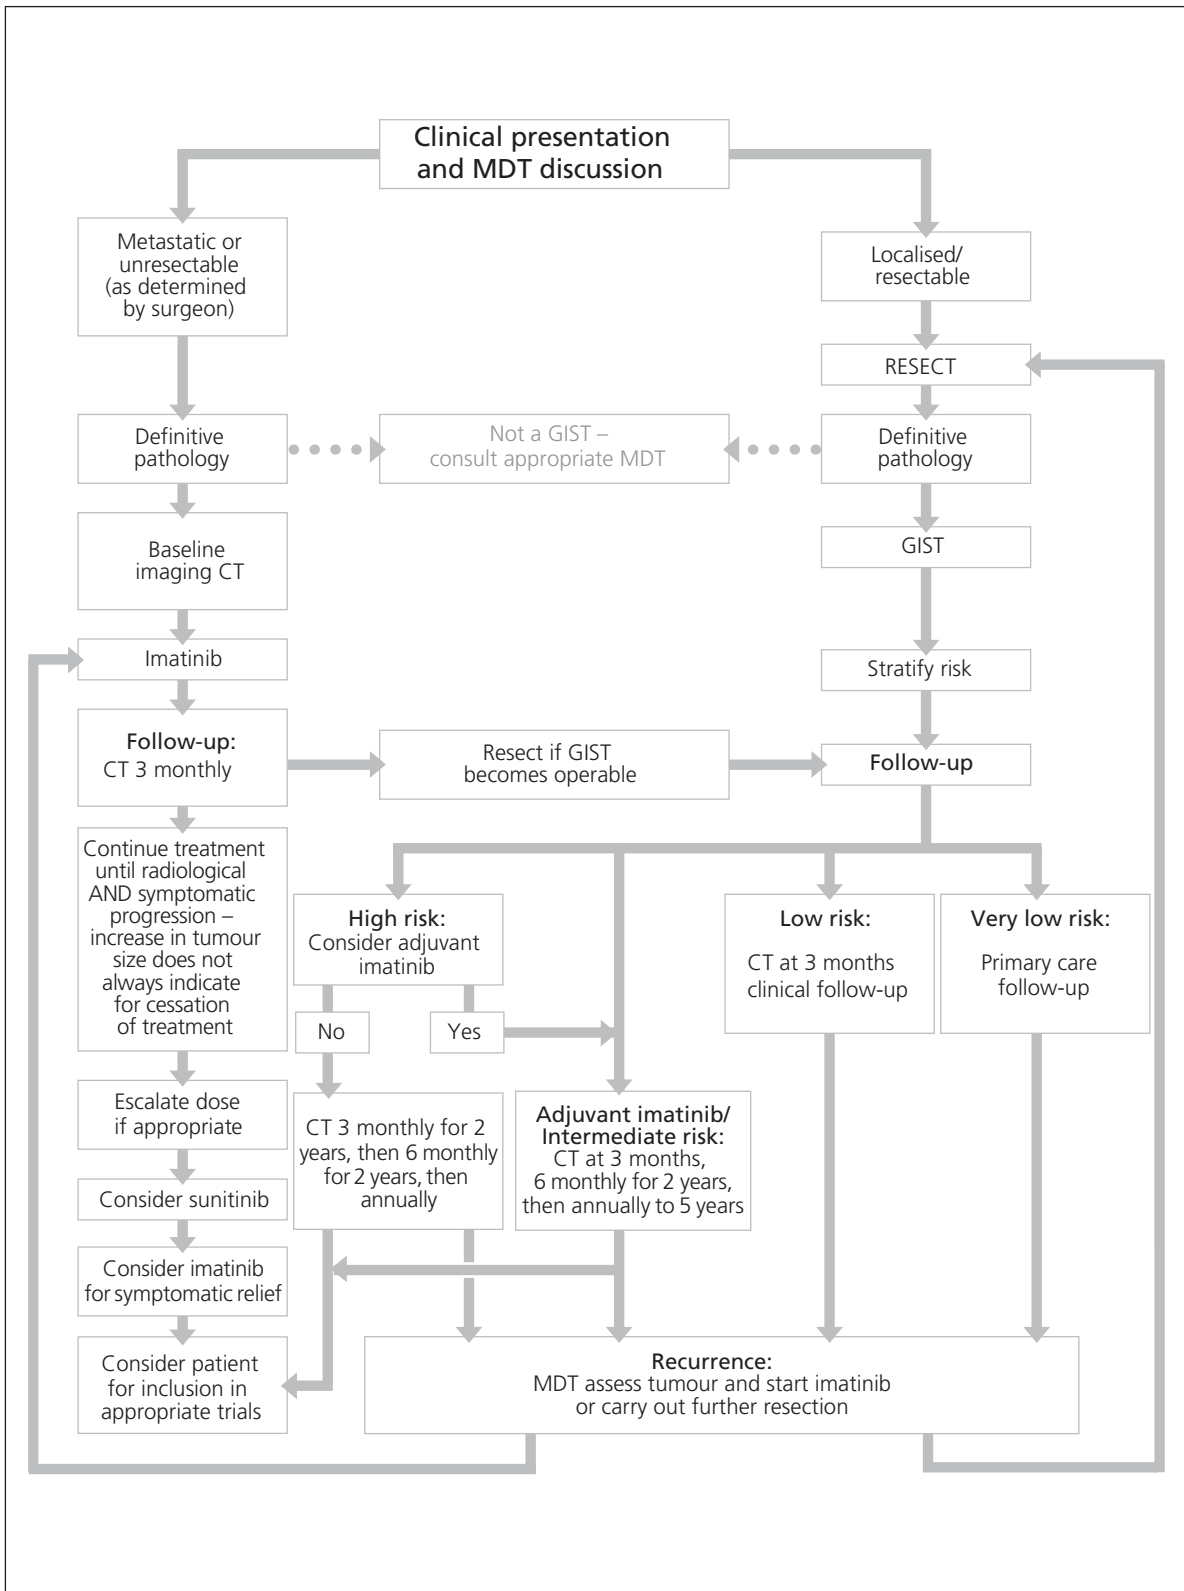 Clinical presentation
and MDT discussion
Metastatic or
unresectable
(as determined
by surgeon)
Localised/
resectable
RESECT
Definitive
pathology
Not a GIST –
consult appropriate MDT
Definitive
pathology
Baseline
imaging CT
GIST
Imatinib
Stratify risk
Follow-up:
CT 3 monthly
Resect if GIST
becomes operable
Follow-up
Continue treatment
until radiological
AND symptomatic
progression –
increase in tumour
size does not
always indicate
for cessation
of treatment
High risk:
Consider adjuvant
imatinib
Low risk:
CT at 3 months
clinical follow-up
Very low risk:
Primary care
follow-up
No
Yes
Escalate dose
if appropriate
CT 3 monthly for 2
years, then 6 monthly
for 2 years, then
annually
Adjuvant imatinib/
Intermediate risk:
CT at 3 months,
6 monthly for 2 years,
then annually to 5 years
Consider sunitinib
Consider imatinib
for symptomatic relief
Consider patient
for inclusion in
appropriate trials
Recurrence:
MDT assess tumour and start imatinib
or carry out further resection